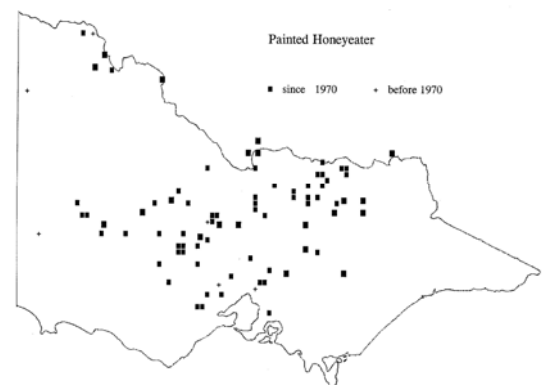 Painted Honeyeater
■ since 1970 + before 1970